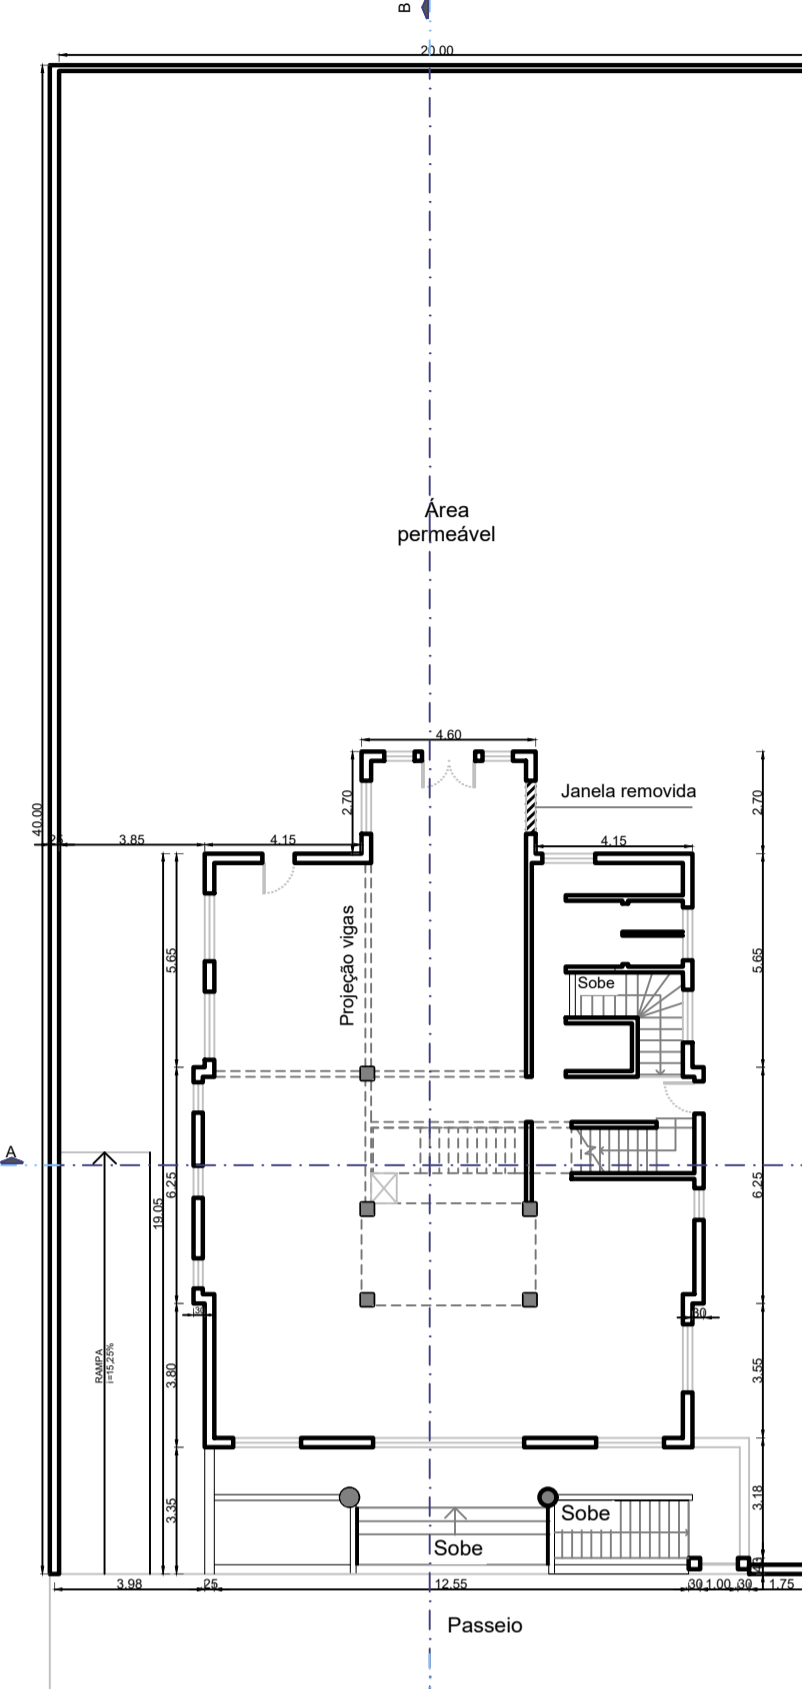 B
20.00
Área
permeável
4.60
Janela removida
2.70
2.70
40.00
25
3.85
4.15
4.15
5.65
Projeção vigas
5.65
Sobe
A
6.25
6.25
19.05
30
30
RAMPA
i=15,25%
3.80
3.55
3.35
3.18
Sobe
Sobe
3.98
25
12.55
30
1.00
30
1.75
Passeio